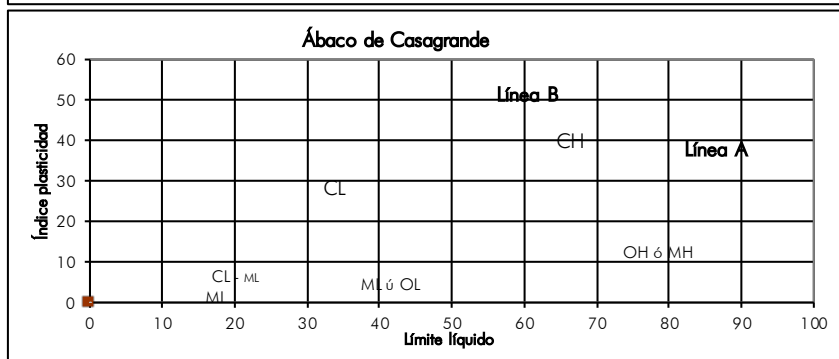 Ábaco de Casagrande
60
50
40
30
20
10
0
Índice plasticidad
Línea B
CH
Línea A
CL
OH ó MH
CL - ML
ML ú OL
ML
0 10 20 30 40 50 60 70 80 90 100
Límite líquido